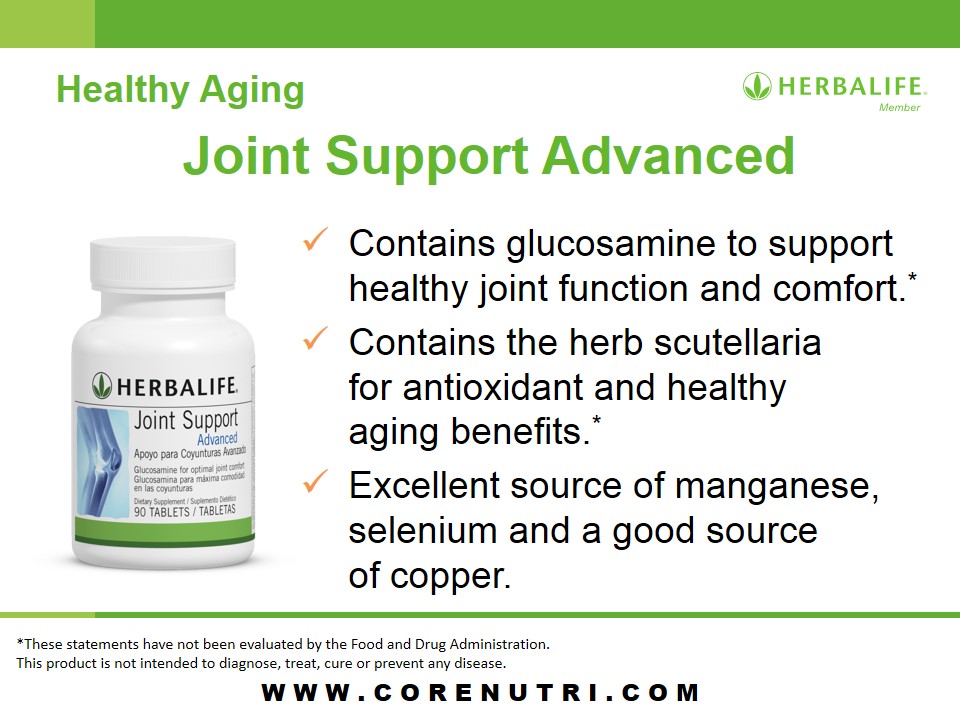 Healthy Aging
HERBALIFE®
Member
Joint Support Advanced
✓ Contains glucosamine to support
healthy joint function and comfort.*
✓ Contains the herb scutellaria
for antioxidant and healthy
aging benefits.*
✓ Excellent source of manganese,
selenium and a good source
of copper.
HERBALIFE®
Joint Support
Advanced
Apoyo para Coyunturas Avanzado
Glucosamine for optimal joint comfort
Glucosamina para máxima comodidad
en las coyunturas
Dietary Supplement / Suplemento Dietético
90 TABLETS / TABLETAS
*These statements have not been evaluated by the Food and Drug Administration.
This product is not intended to diagnose, treat, cure or prevent any disease.
WWW.CORENUTRI.COM